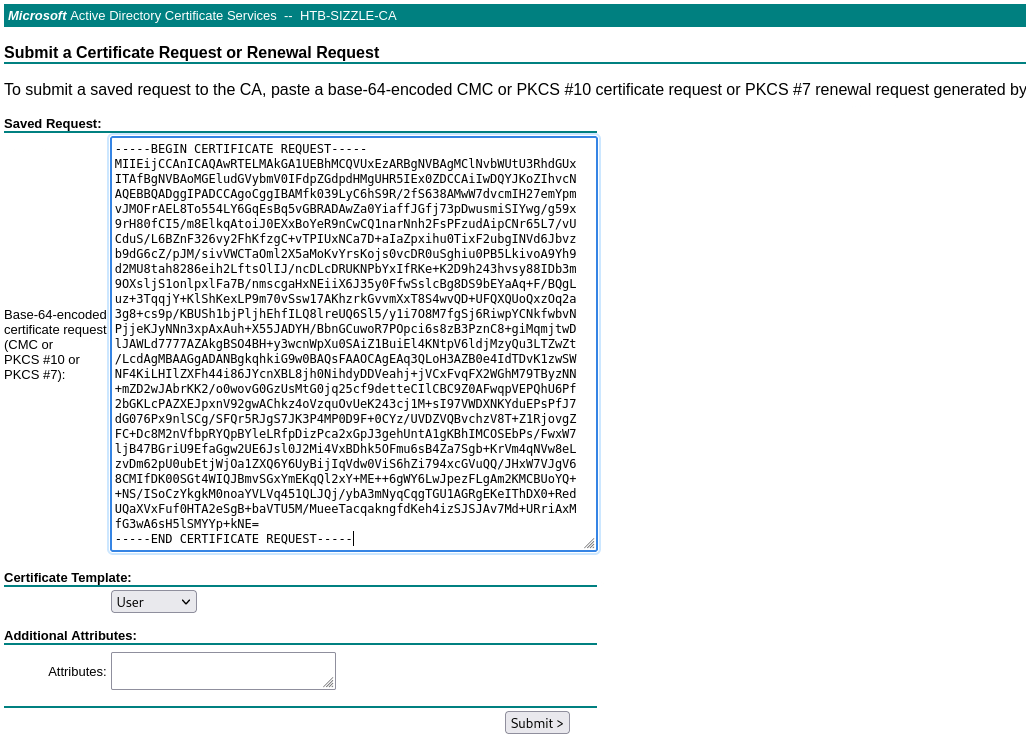 Microsoft Active Directory Certificate Services -- HTB-SIZZLE-CA
Submit a Certificate Request or Renewal Request
To submit a saved request to the CA, paste a base-64-encoded CMC or PKCS #10 certificate request or PKCS #7 renewal request generated by
Saved Request:
Base-64-encoded
certificate request
(CMC or
PKCS #10 or
PKCS #7):
-----BEGIN CERTIFICATE REQUEST-----
MIIEijCCAnICAQAwRTELMAkGA1UEBhMCQVUxEzARBgNVBAgMClNvbWUtU3RhdGUx
ITAfBgNVBAoMGEludGVybmV0IFdpZGdpdHMgUHR5IEx0ZDCCAiIwDQYJKoZIhvcN
AQEBBQADggIPADCCAgoCggIBAMfk039LyC6hS9R/2fS638AMwW7dvcmIH27emYpm
vJMOFrAEL8To554LY6GqEsBq5vGBRADAwZa0YiaffJGfj73pDwusmiSIYwg/g59x
9rH80fCI5/m8ElkqAtoiJ0EXxBoYeR9nCwCQ1narNnh2FsPFzudAipCNr65L7/vU
CduS/L6BZnF326vy2FhKfzgC+vTPIUxNCa7D+aIaZpxihu0TixF2ubgINVd6Jbvz
b9dG6cZ/pJM/sivVWCTaOml2X5aMoKvYrsKojs0vcDR0uSghiu0PB5LkivoA9Yh9
d2MU8tah8286eih2LftsOlIJ/ncDLcDRUKNPbYxIfRKe+K2D9h243hvsy88IDb3m
9OXsljS1onlpxlFa7B/nmscgaHxNEiiX6J35y0FfwSslcBg8DS9bEYaAq+F/BQgL
uz+3TqqjY+KlShKexLP9m70vSsw17AKhzrkGvvmXxT8S4wvQD+UFQXQUoQxzOq2a
3g8+cs9p/KBUSh1bjPljhEhfILQ8lreUQ6Sl5/y1i7O8M7fgSj6RiwpYCNkfwbvN
PjjeKJyNNn3xpAxAuh+X55JADYH/BbnGCuwoR7POpci6s8zB3PznC8+giMqmjtwD
lJAWLd7777AZAkgBSO4BH+y3wcnWpXu0SAiZ1BuiEl4KNtpV6ldjMzyQu3LTZwZt
/LcdAgMBAAGgADANBgkqhkiG9w0BAQsFAAOCAgEAq3QLoH3AZB0e4IdTDvK1zwSW
NF4KiLHIlZXFh44i86JYcnXBL8jh0NihdyDDVeahj+jVCxFvqFX2WGhM79TByzNN
+mZD2wJAbrKK2/o0wovG0GzUsMtG0jq25cf9detteCIlCBC9Z0AFwqpVEPQhU6Pf
2bGKLcPAZXEJpxnV92gwAChkz4oVzquOvUeK243cj1M+sI97VWDXNKYduEPsPfJ7
dG076Px9nlSCg/SFQr5RJgS7JK3P4MP0D9F+0CYz/UVDZVQBvchzV8T+Z1RjovgZ
FC+Dc8M2nVfbpRYQpBYleLRfpDizPca2xGpJ3gehUntA1gKBhIMCOSEbPs/FwxW7
ljB47BGriU9EfaGgw2UE6Jsl0J2Mi4VxBDhk5OFmu6sB4Za7Sgb+KrVm4qNVw8eL
zvDm62pU0ubEtjWjOa1ZXQ6Y6UyBijIqVdw0ViS6hZi794xcGVuQQ/JHxW7VJgV6
8CMIfDK00SGt4WIQJBmvSGxYmEKqQl2xY+ME++6gWY6LwJpezFLgAm2KMCBUoYQ+
+NS/ISoCzYkgkM0noaYVLVq451QLJQj/ybA3mNyqCqgTGU1AGRgEKeIThDX0+Red
UQaXVxFuf0HTA2eSgB+baVTU5M/MueeTacqakngfdKeh4izSJSJAv7Md+URriAxM
fG3wA6sH5lSMYYp+kNE=
-----END CERTIFICATE REQUEST-----
Certificate Template:
User
Additional Attributes:
Attributes:
Submit >